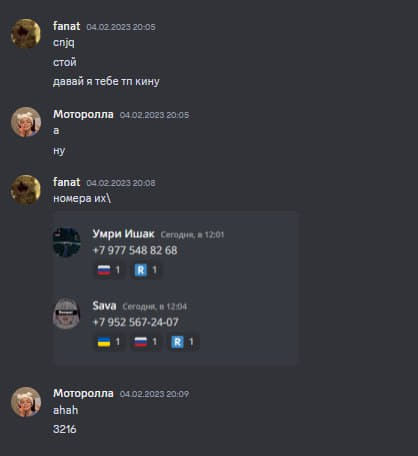 fanat 04.02.2023 20:05
cnjq
стой
давай я тебе тп кину
Моторолла 04.02.2023 20:05
а
ну
fanat 04.02.2023 20:08
номера их\
Умри Ишак Сегодня, в 12:01
+7 977 548 82 68
1 R 1
Sava Сегодня, в 12:04
+7 952 567-24-07
1 1 R 1
Моторолла 04.02.2023 20:09
ahah
3216